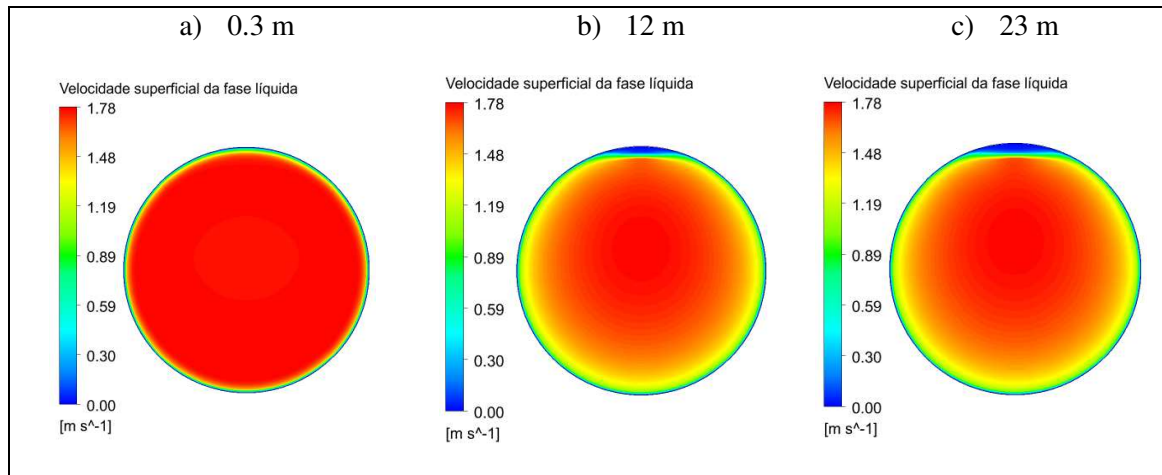 a) 0.3 m
b) 12 m
c) 23 m
Velocidade superficial da fase líquida
1.78
1.48
1.19
0.89
0.59
0.30
0.00
[m s^-1]
Velocidade superficial da fase líquida
1.78
1.48
1.19
0.89
0.59
0.30
0.00
[m s^-1]
Velocidade superficial da fase líquida
1.78
1.48
1.19
0.89
0.59
0.30
0.00
[m s^-1]